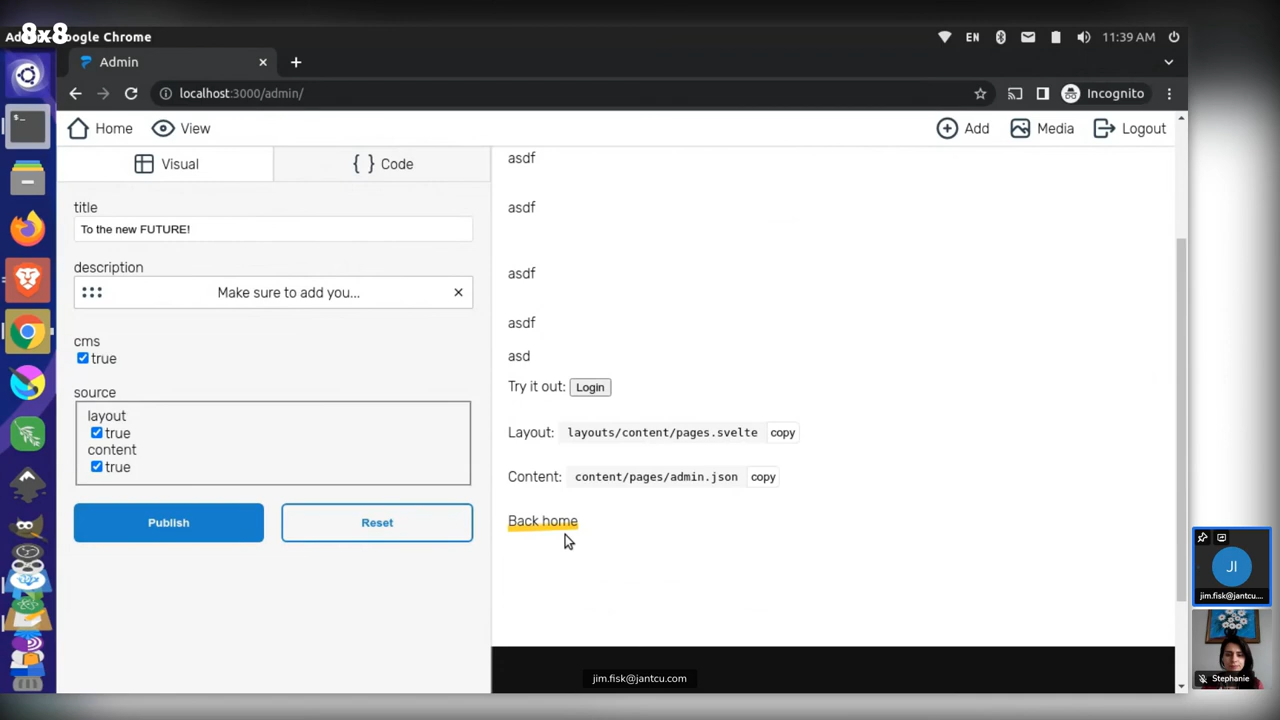 8x8
Ad
ogle Chrome
EN
11:39 AM
Admin
localhost:3000/admin/
Incognito
Home
View
Add
Media
Logout
Visual
{ } Code
title
To the new FUTURE!
description
Make sure to add you...
cms
true
source
layout
true
content
true
Publish
Reset
asdf
asdf
asdf
asdf
asd
Try it out: Login
Layout: layouts/content/pages.svelte copy
Content: content/pages/admin.json copy
Back home
jim.fisk@jantcu.com
JI
jim.fisk@jantcu....
Stephanie